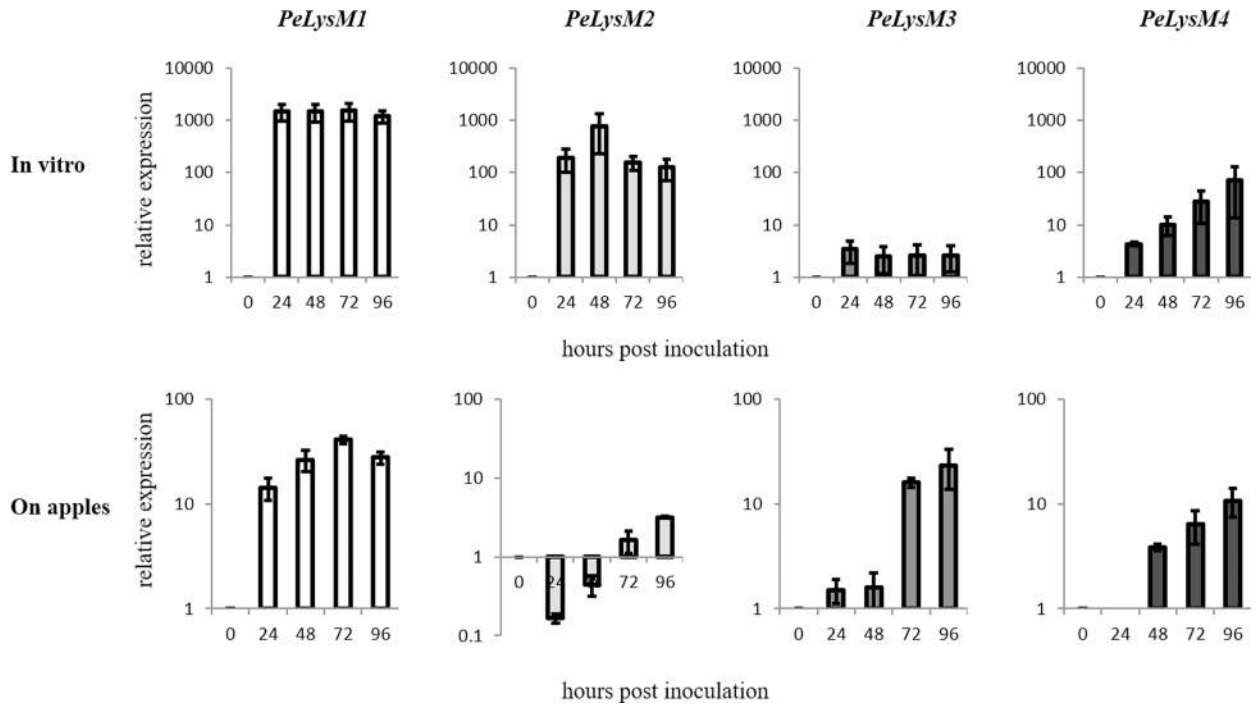 PeLysM1 PeLysM2 PeLysM3 PeLysM4
In vitro
relative expression
10000 10000 10000 10000
1000 1000 1000 1000
100 100 100 100
10 10 10 10
1 1 1 1
0 24 48 72 96 0 24 48 72 96 0 24 48 72 96 0 24 48 72 96
hours post inoculation
On apples
relative expression
100 100 100 100
10 10 10 10
1 1 1 1
0.1
0 24 48 72 96 0 24 72 96 0 24 48 72 96 0 24 48 72 96
hours post inoculation